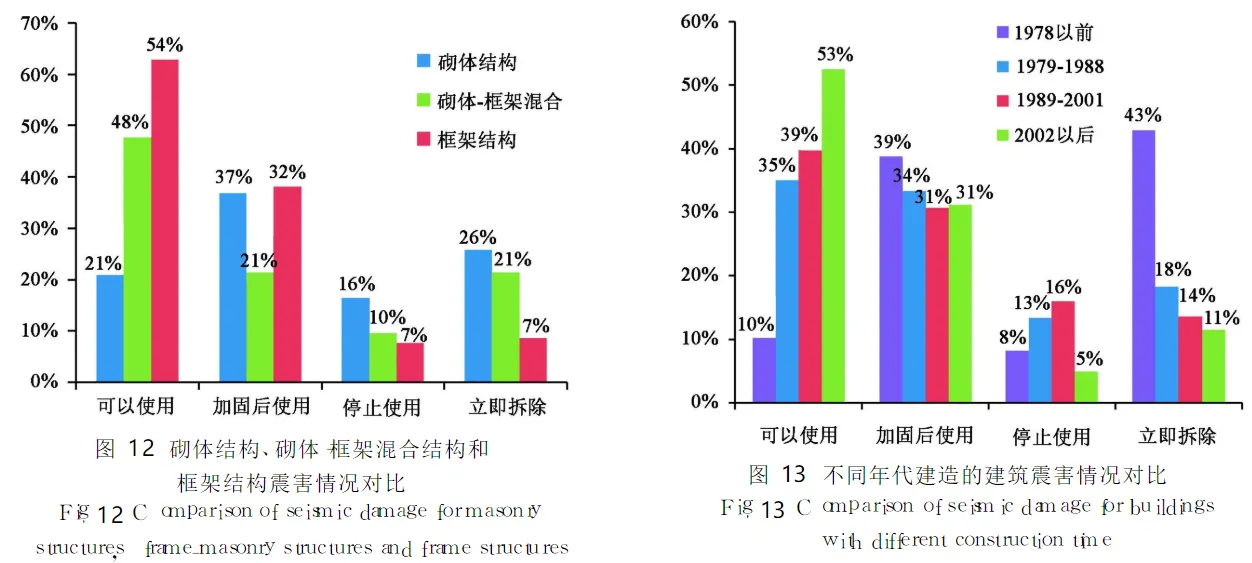 70%
60%
50%
40%
30%
20%
10%
0%
砌体结构
砌体-框架混合
框架结构
21%
48%
54%
37%
21%
32%
16%
10%
7%
26%
21%
7%
可以使用
加固后使用
停止使用
立即拆除
图 12 砌体结构、砌体 框架混合结构和
框架结构震害情况对比
Fig 12 Comparison of seismic damage for masonry
structures, frame-masonry structures and frame structures
60%
50%
40%
30%
20%
10%
0%
1978以前
1979-1988
1989-2001
2002以后
10%
35%
39%
53%
39%
34%
31%
31%
8%
13%
16%
5%
43%
18%
14%
11%
可以使用
加固后使用
停止使用
立即拆除
图 13 不同年代建造的建筑震害情况对比
Fig 13 Comparison of seismic damage for buildings
with different construction time